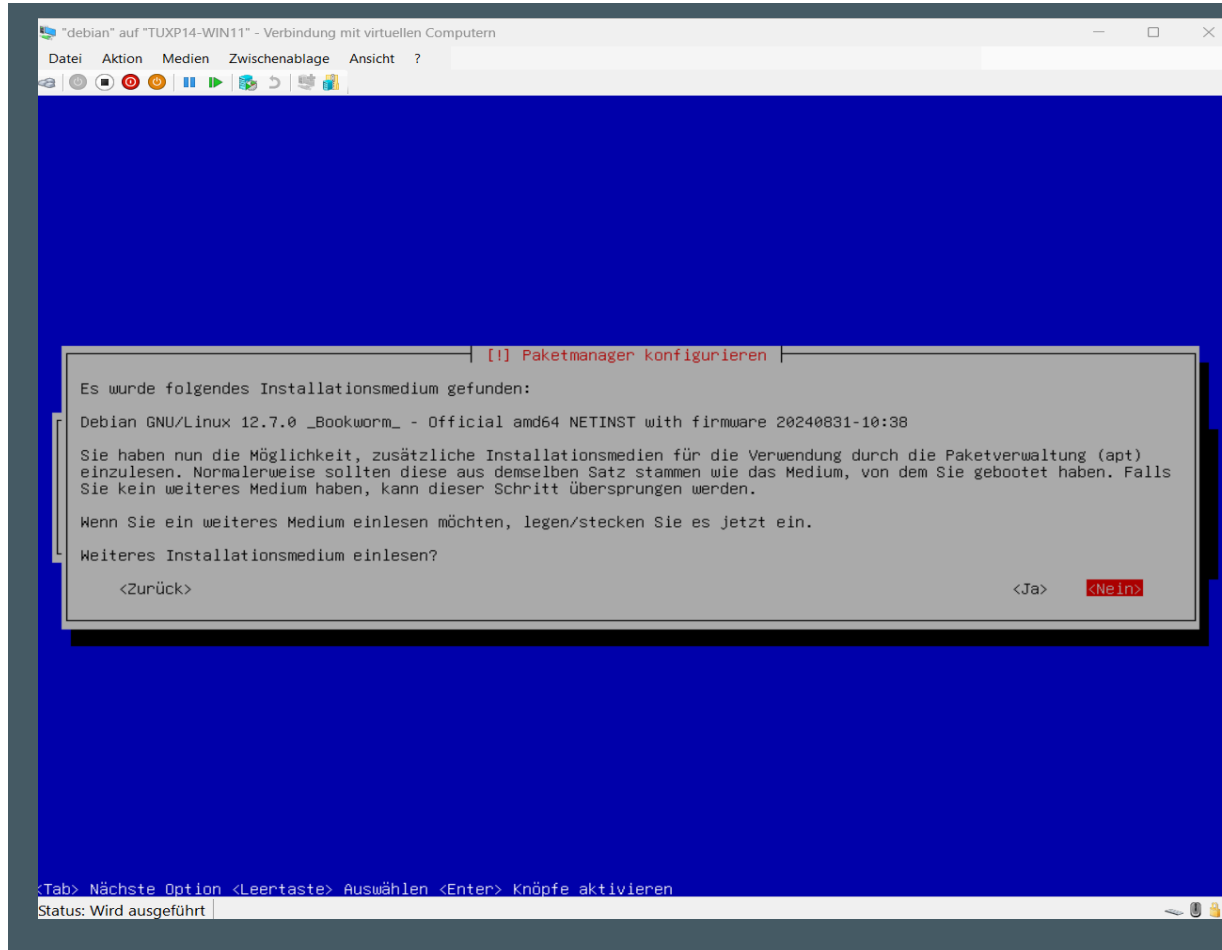 "debian" auf "TUXP14-WIN11" - Verbindung mit virtuellen Computern
Datei Aktion Medien Zwischenablage Ansicht ?
[!] Paketmanager konfigurieren
Es wurde folgendes Installationsmedium gefunden:
Debian GNU/Linux 12.7.0 _Bookworm_ - Official amd64 NETINST with firmware 20240831-10:38
Sie haben nun die Möglichkeit, zusätzliche Installationsmedien für die Verwendung durch die Paketverwaltung (apt)
einzulesen. Normalerweise sollten diese aus demselben Satz stammen wie das Medium, von dem Sie gebootet haben. Falls
Sie kein weiteres Medium haben, kann dieser Schritt übersprungen werden.
Wenn Sie ein weiteres Medium einlesen möchten, legen/stecken Sie es jetzt ein.
Weiteres Installationsmedium einlesen?
<Zurück> <Ja> <Nein>
<Tab> Nächste Option <Leertaste> Auswählen <Enter> Knöpfe aktivieren
Status: Wird ausgeführt